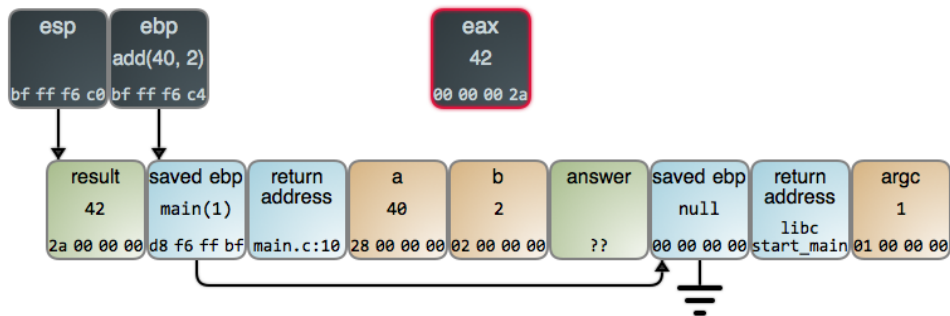 esp
bf ff f6 c0
ebp
add(40, 2)
bf ff f6 c4
eax
42
00 00 00 2a
result
42
2a 00 00 00
saved ebp
main(1)
d8 f6 ff bf
return
address
main.c:10
a
40
28 00 00 00
b
2
02 00 00 00
answer
??
saved ebp
null
00 00 00 00
return
address
libc
start_main
argc
1
01 00 00 00